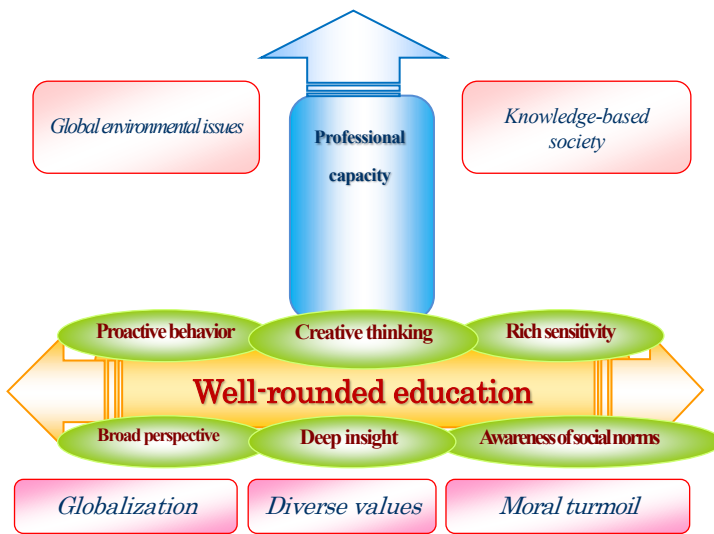 Global environmental issues
Knowledge-based
society
Professional
capacity
Proactive behavior
Creative thinking
Rich sensitivity
Well-rounded education
Broad perspective
Deep insight
Awareness of social norms
Globalization
Diverse values
Moral turmoil